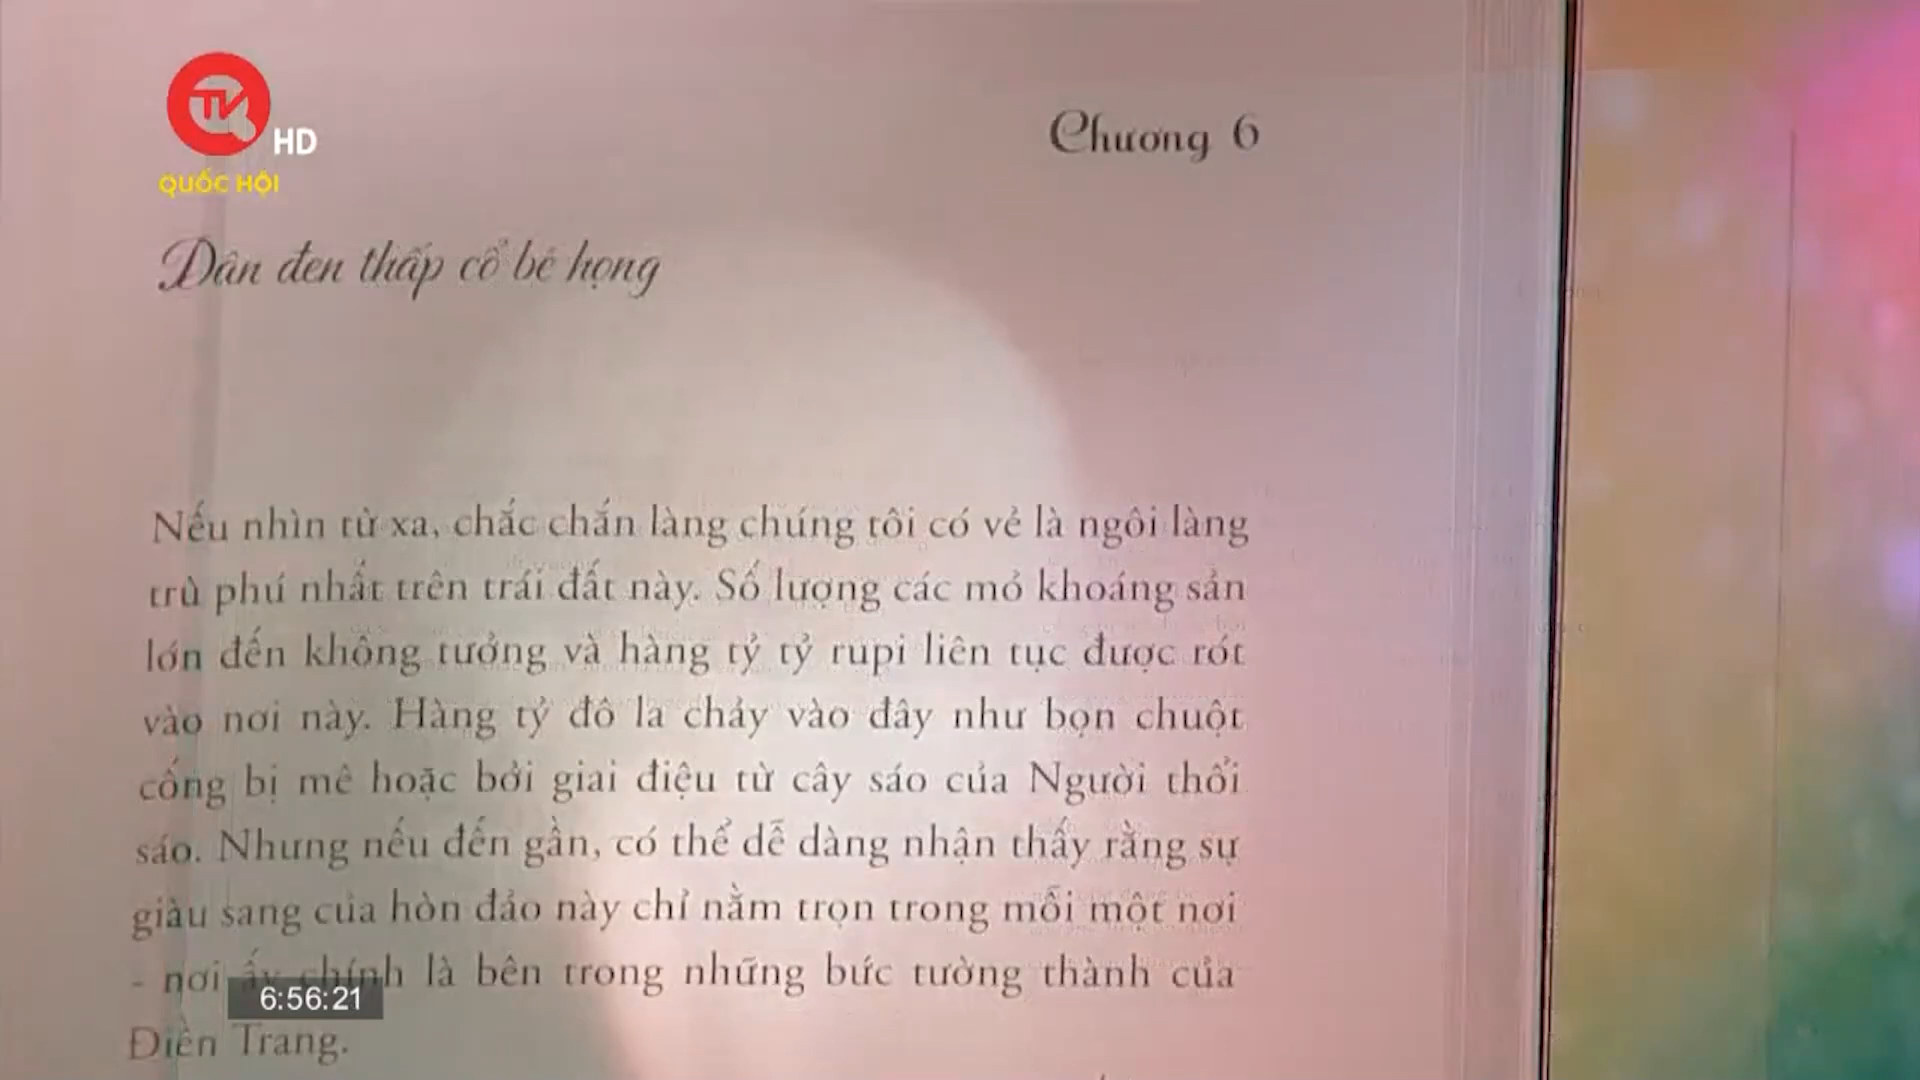 TV
HD
QUỐC HỘI
Chương 6
Dân đen thấp cổ bé họng
Nếu nhìn từ xa, chắc chắn làng chúng tôi có vẻ là ngôi làng
trù phú nhất trên trái đất này. Số lượng các mỏ khoáng sản
lớn đến không tưởng và hàng tỷ tỷ rupi liên tục được rót
vào nơi này. Hàng tỷ đô la chảy vào đây như bọn chuột
cống bị mê hoặc bởi giai điệu từ cây sáo của Người thổi
sáo. Nhưng nếu đến gần, có thể dễ dàng nhận thấy rằng sự
giàu sang của hòn đảo này chỉ nằm trọn trong mỗi một nơi
- nơi ấy chính là bên trong những bức tường thành của
6:56:21
Điền Trang.